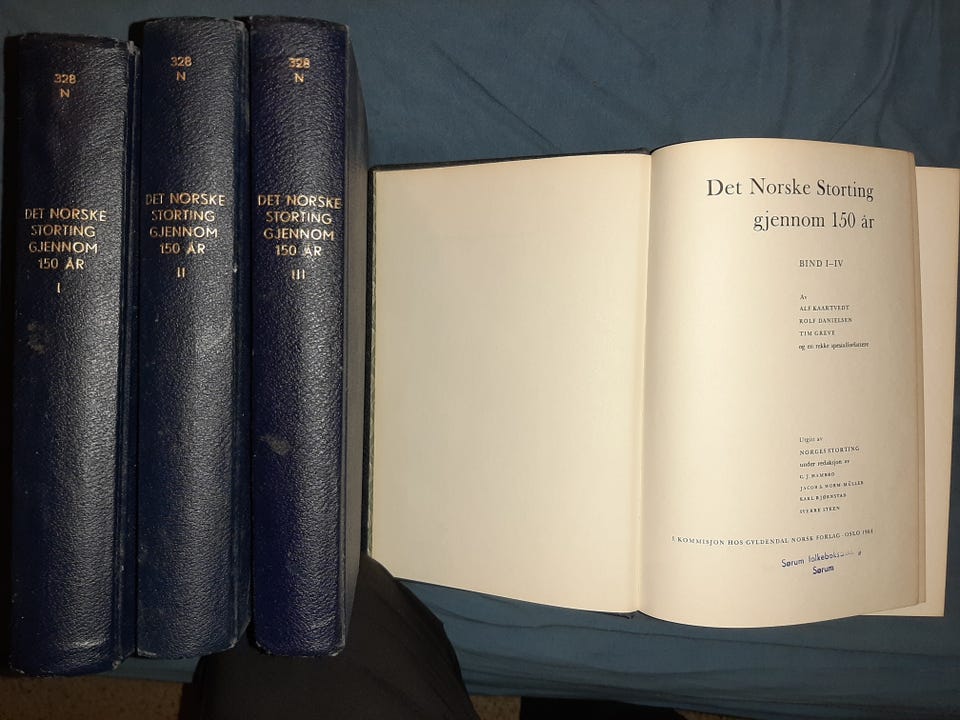 328
N
DET NORSKE
STORTING
GJENNOM
150 ÅR
I
328
N
DET NORSKE
STORTING
GJENNOM
150 ÅR
II
328
N
DET NORSKE
STORTING
GJENNOM
150 ÅR
III
Det Norske Storting
gjennom 150 år
BIND I–IV
Av
ALF KAARTVEDT
ROLF DANIELSEN
TIM GREVE
og en rekke spesialforfattere
Utgitt av
NORGES STORTING
under redaksjon av
C. J. HAMBRO
JACOB S. WORM-MÜLLER
KARL BJØRNSTAD
SVERRE STEEN
I KOMMISJON HOS GYLDENDAL NORSK FORLAG · OSLO 1964
Sørum
Sørum